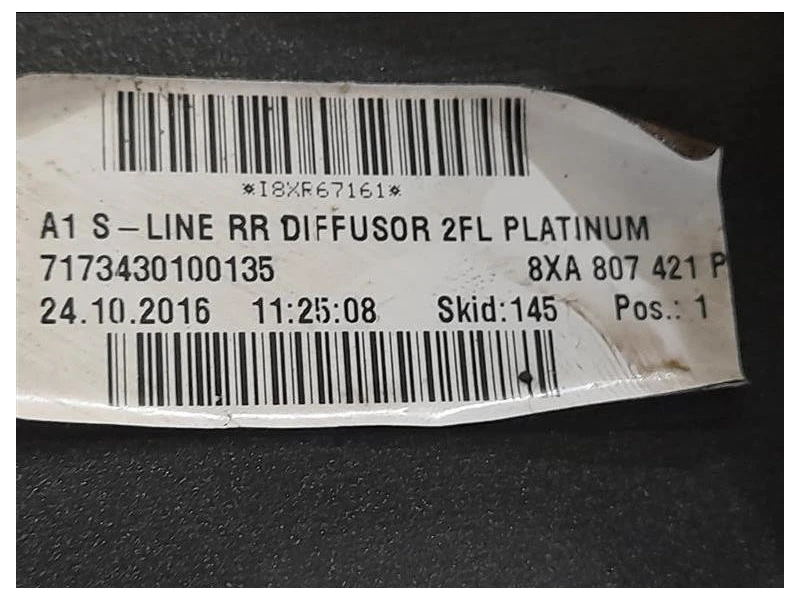 *I8XR67161*
A1 S-LINE RR DIFFUSOR 2FL PLATINUM
7173430100135 8XA 807 421 P
24.10.2016 11:25:08 Skid:145 Pos.: 1